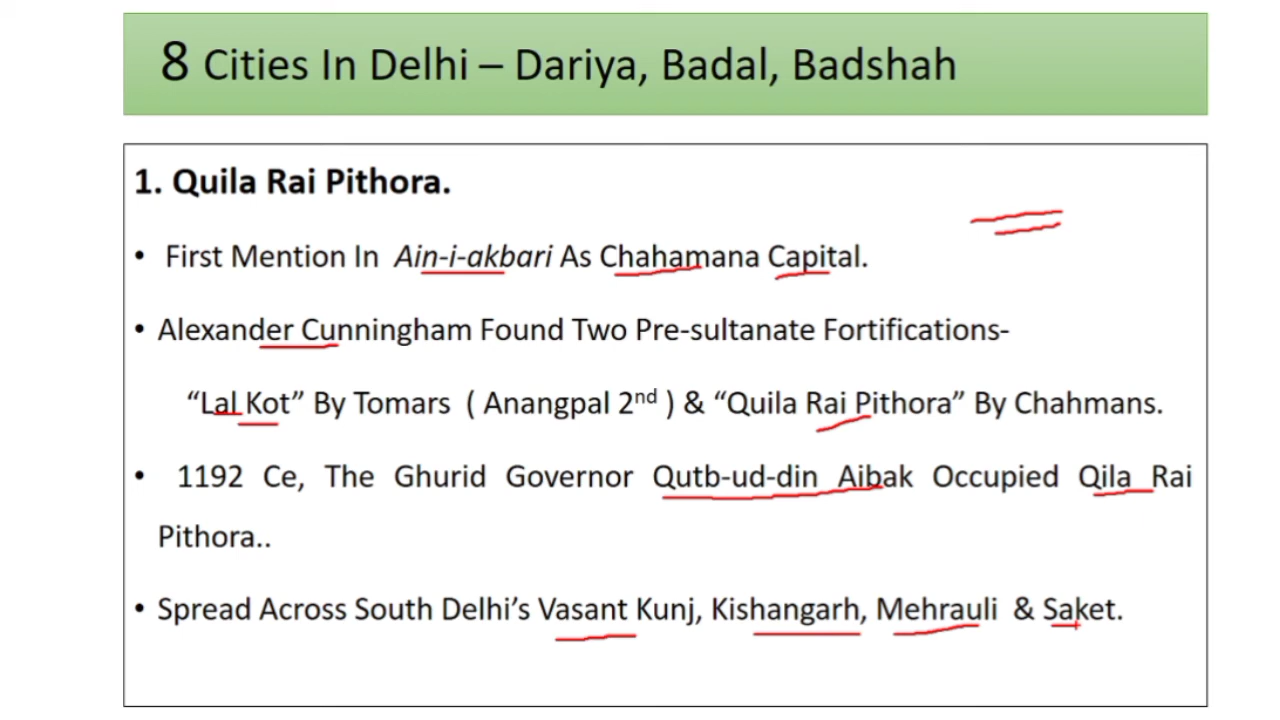 8 Cities In Delhi – Dariya, Badal, Badshah
1. Quila Rai Pithora.
• First Mention In Ain-i-akbari As Chahamana Capital.
• Alexander Cunningham Found Two Pre-sultanate Fortifications-
“Lal Kot” By Tomars ( Anangpal 2nd ) & “Quila Rai Pithora” By Chahmans.
• 1192 Ce, The Ghurid Governor Qutb-ud-din Aibak Occupied Qila Rai
Pithora..
• Spread Across South Delhi’s Vasant Kunj, Kishangarh, Mehrauli & Saket.